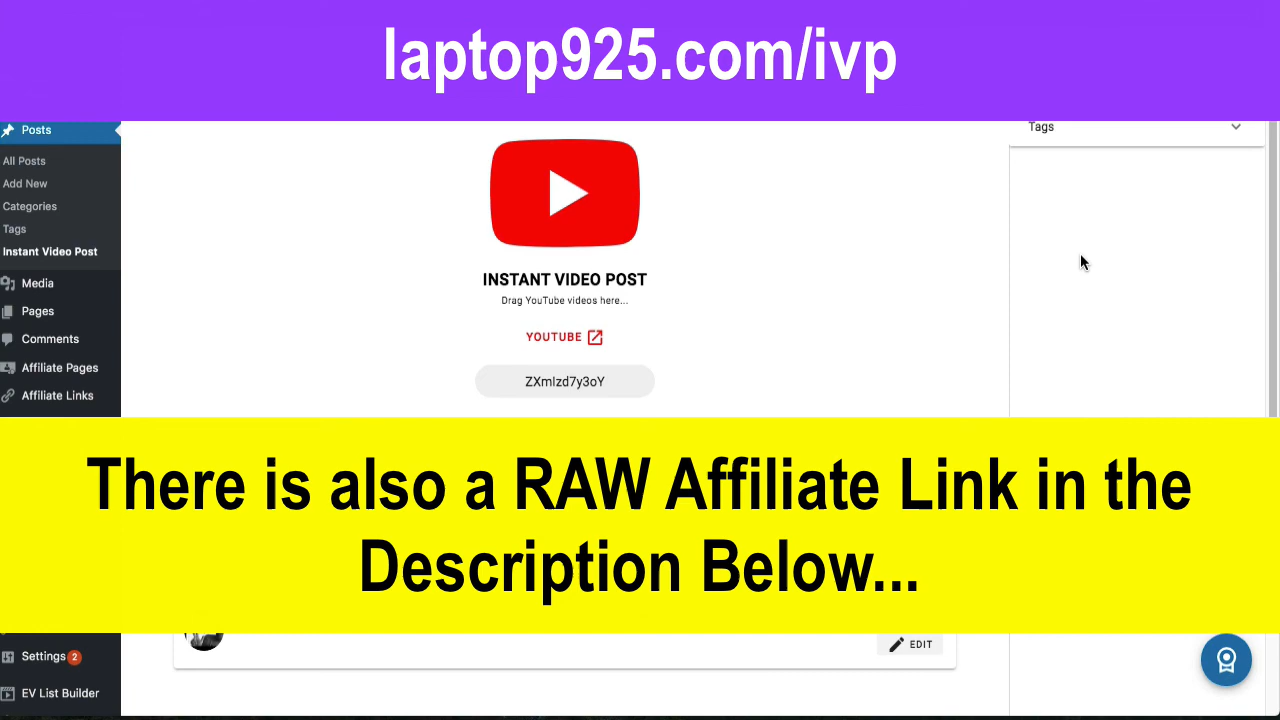 laptop925.com/ivp
Posts
All Posts
Add New
Categories
Tags
Instant Video Post
Media
Pages
Comments
Affiliate Pages
Affiliate Links
Tags
INSTANT VIDEO POST
Drag YouTube videos here...
YOUTUBE
ZXmIzd7y3oY
There is also a RAW Affiliate Link in the
Description Below...
EDIT
Settings 2
EV List Builder